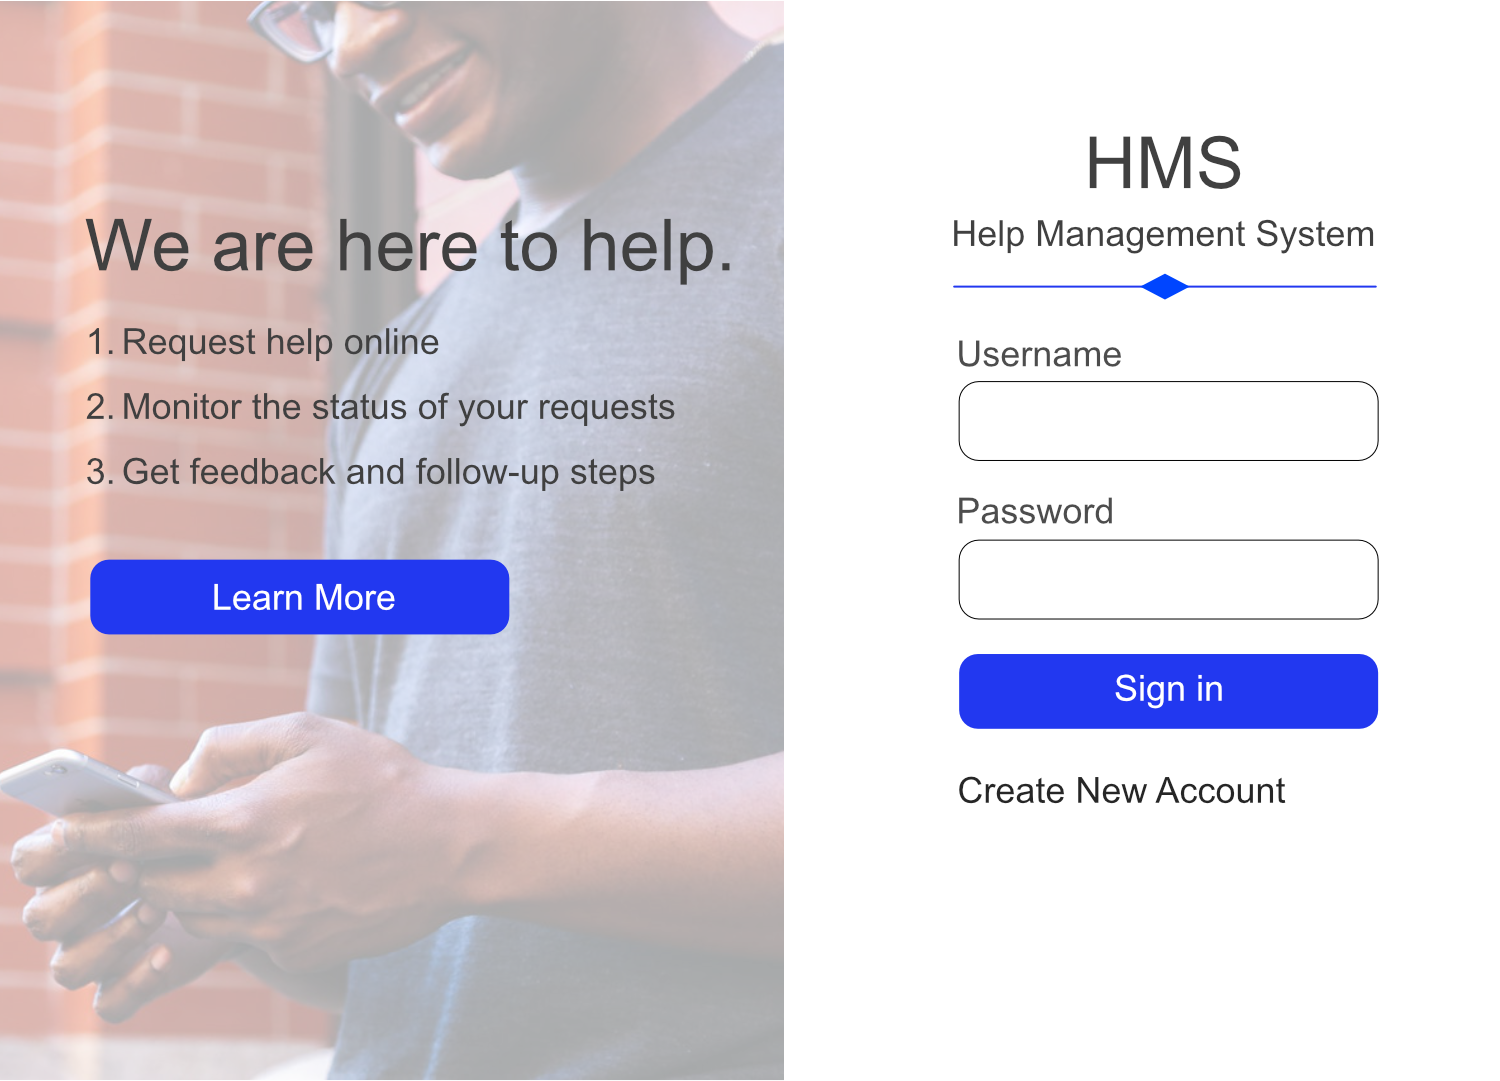 We are here to help.
1. Request help online
2. Monitor the status of your requests
3. Get feedback and follow-up steps
Learn More
HMS
Help Management System
Username
Password
Sign in
Create New Account